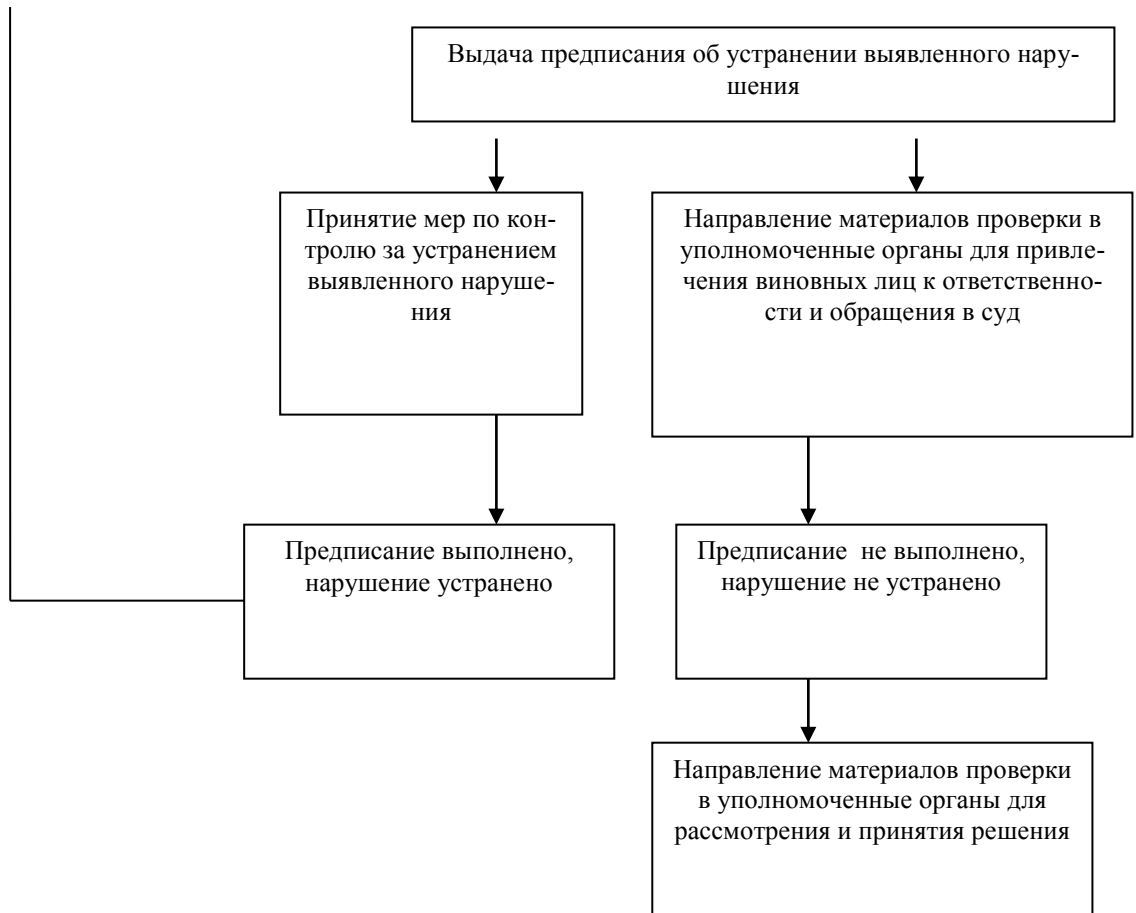 Выдача предписания об устранении выявленного нару-
шения
Принятие мер по кон-
тролю за устранением
выявленного наруше-
ния
Направление материалов проверки в
уполномоченные органы для привле-
чения виновных лиц к ответственно-
сти и обращения в суд
Предписание выполнено,
нарушение устранено
Предписание  не выполнено,
нарушение не устранено
Направление материалов проверки
в уполномоченные органы для
рассмотрения и принятия решения